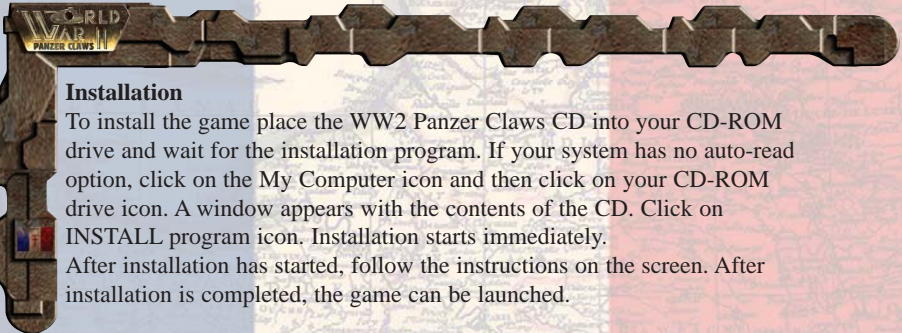 WORLD
WAR II
PANZER CLAWS
Installation
To install the game place the WW2 Panzer Claws CD into your CD-ROM
drive and wait for the installation program. If your system has no auto-read
option, click on the My Computer icon and then click on your CD-ROM
drive icon. A window appears with the contents of the CD. Click on
INSTALL program icon. Installation starts immediately.
After installation has started, follow the instructions on the screen. After
installation is completed, the game can be launched.